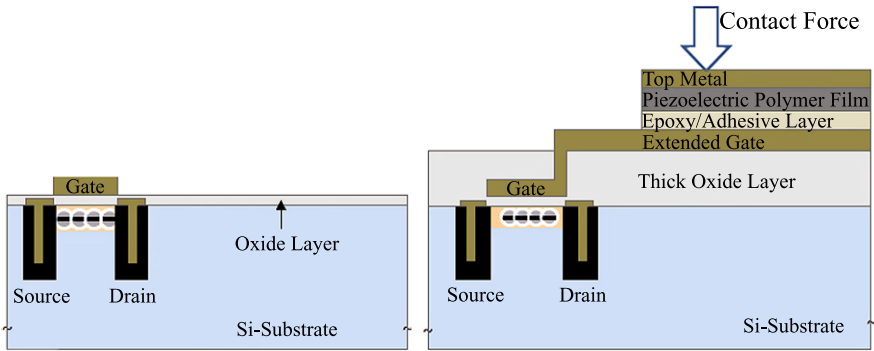 Gate
Oxide Layer
Source
Drain
Si-Substrate
Contact Force
Top Metal
Piezoelectric Polymer Film
Epoxy/Adhesive Layer
Extended Gate
Thick Oxide Layer
Gate
Source
Drain
Si-Substrate